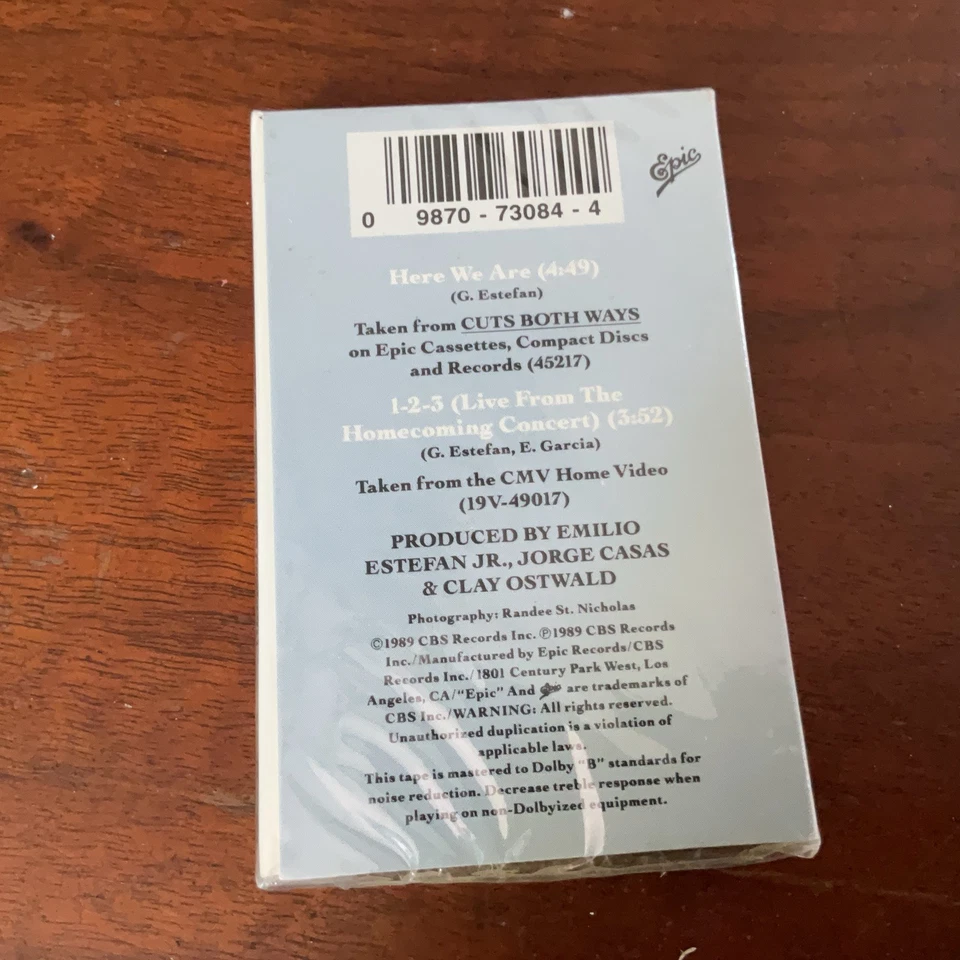 Epic
0 9870 - 73084 - 4
Here We Are (4:49)
(G. Estefan)
Taken from CUTS BOTH WAYS
on Epic Cassettes, Compact Discs
and Records (45217)
1-2-3 (Live From The
Homecoming Concert) (3:52)
(G. Estefan, E. Garcia)
Taken from the CMV Home Video
(19V-49017)
PRODUCED BY EMILIO
ESTEFAN JR., JORGE CASAS
& CLAY OSTWALD
Photography: Randee St. Nicholas
©1989 CBS Records Inc. ℗1989 CBS Records
Inc./Manufactured by Epic Records/CBS
Records Inc./1801 Century Park West, Los
Angeles, CA/"Epic" And Epic are trademarks of
CBS Inc./WARNING: All rights reserved.
Unauthorized duplication is a violation of
applicable laws.
This tape is mastered to Dolby "B" standards for
noise reduction. Decrease treble response when
playing on non-Dolbyized equipment.